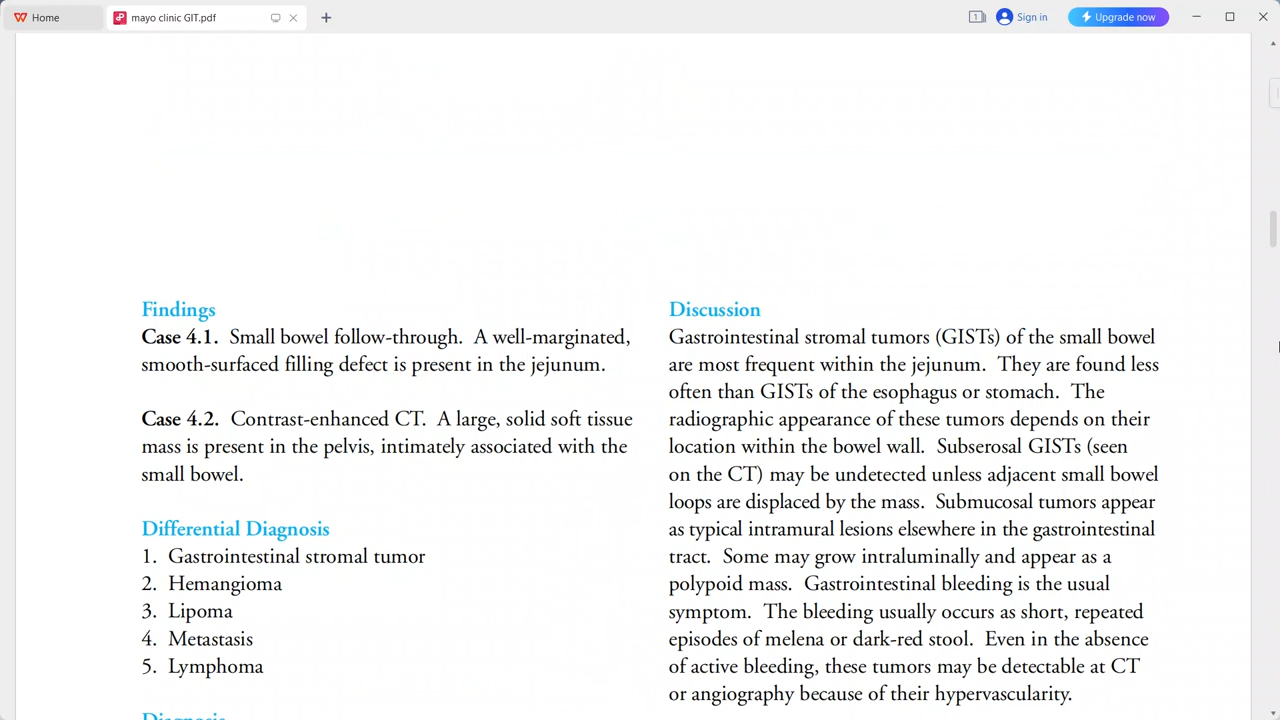 Home
mayo clinic GIT.pdf
1
Sign in
Upgrade now
Findings
Case 4.1. Small bowel follow-through. A well-marginated,
smooth-surfaced filling defect is present in the jejunum.
Case 4.2. Contrast-enhanced CT. A large, solid soft tissue
mass is present in the pelvis, intimately associated with the
small bowel.
Differential Diagnosis
1. Gastrointestinal stromal tumor
2. Hemangioma
3. Lipoma
4. Metastasis
5. Lymphoma
Diagnosis
Discussion
Gastrointestinal stromal tumors (GISTs) of the small bowel
are most frequent within the jejunum. They are found less
often than GISTs of the esophagus or stomach. The
radiographic appearance of these tumors depends on their
location within the bowel wall. Subserosal GISTs (seen
on the CT) may be undetected unless adjacent small bowel
loops are displaced by the mass. Submucosal tumors appear
as typical intramural lesions elsewhere in the gastrointestinal
tract. Some may grow intraluminally and appear as a
polypoid mass. Gastrointestinal bleeding is the usual
symptom. The bleeding usually occurs as short, repeated
episodes of melena or dark-red stool. Even in the absence
of active bleeding, these tumors may be detectable at CT
or angiography because of their hypervascularity.